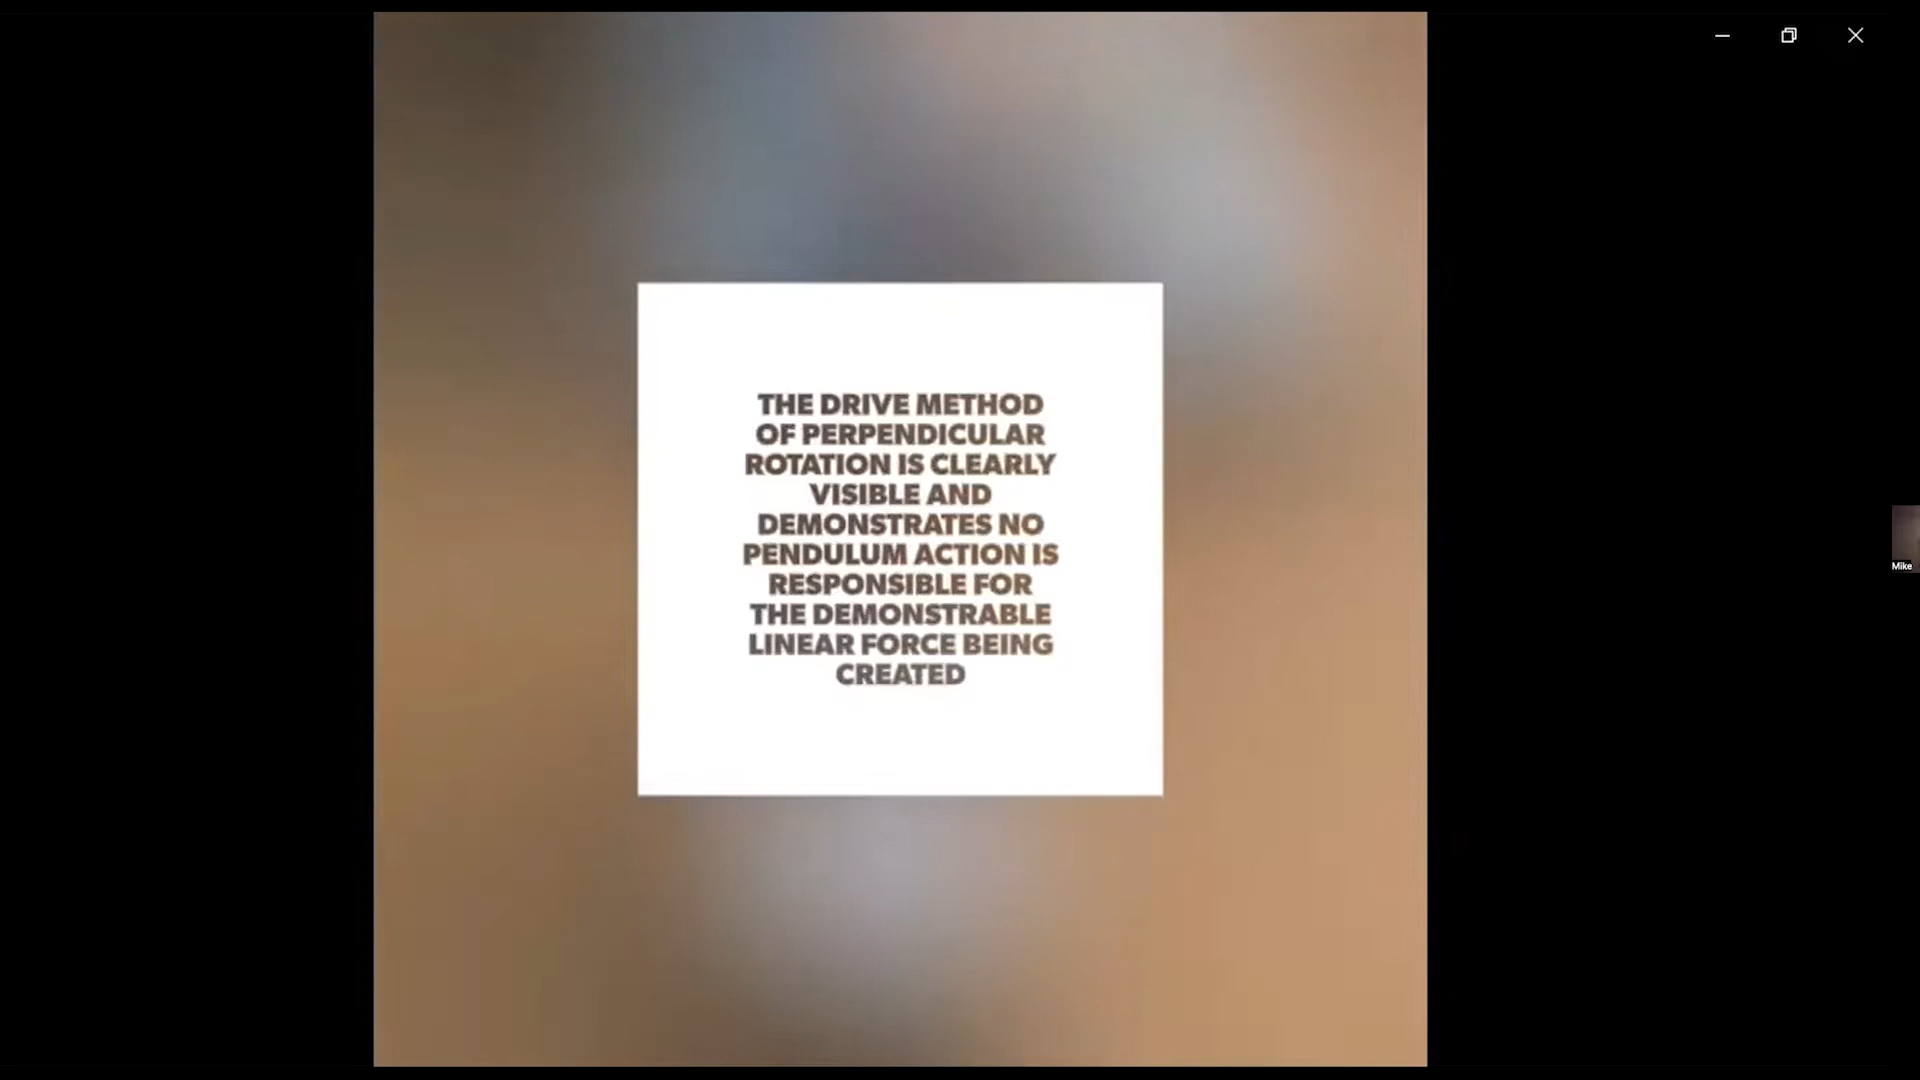 THE DRIVE METHOD
OF PERPENDICULAR
ROTATION IS CLEARLY
VISIBLE AND
DEMONSTRATES NO
PENDULUM ACTION IS
RESPONSIBLE FOR
THE DEMONSTRABLE
LINEAR FORCE BEING
CREATED
Mike